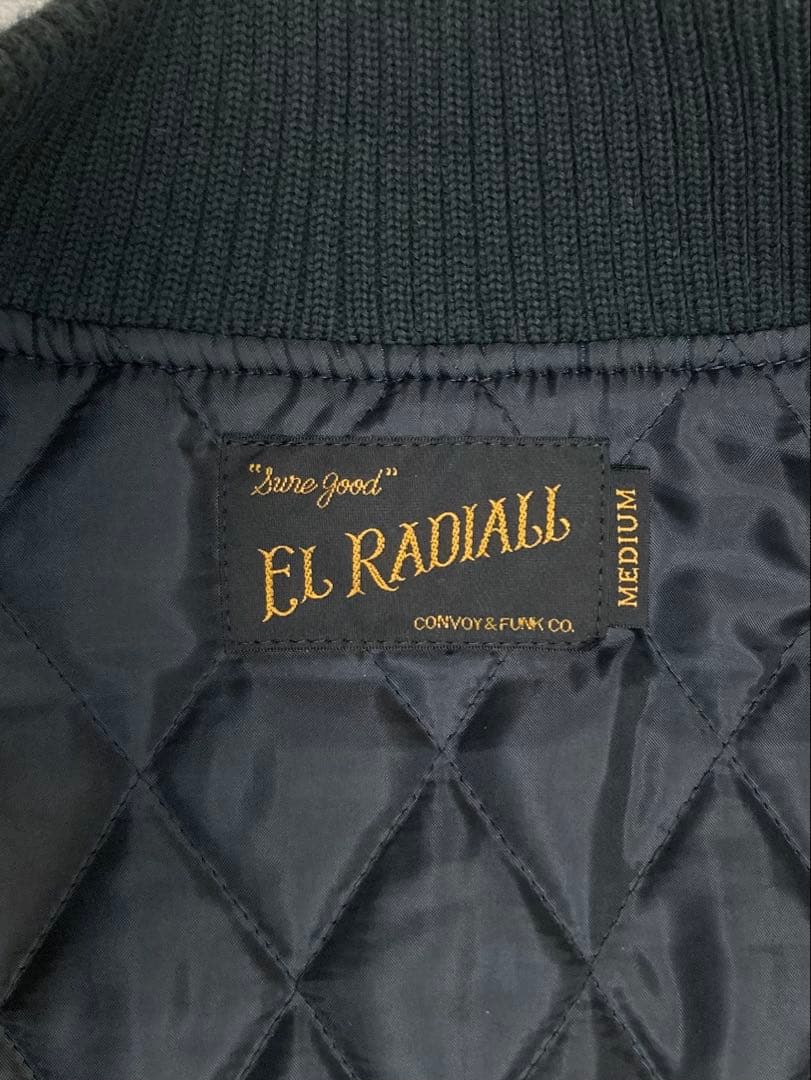 "Sure good"
EL RADIALL
CONVOY & FUNK CO.
MEDIUM